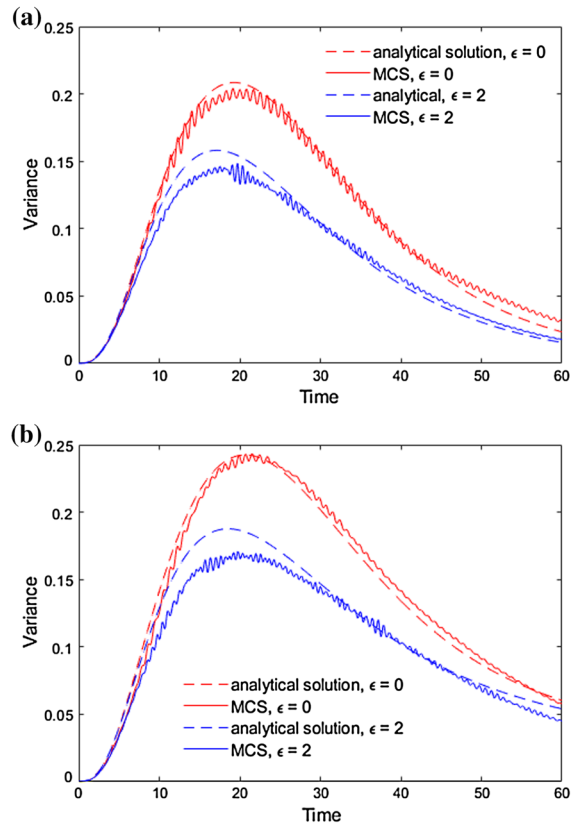 (a)
0.25
0.2
0.15
0.1
0.05
0
Variance
analytical solution, ϵ = 0
MCS, ϵ = 0
analytical, ϵ = 2
MCS, ϵ = 2
0 10 20 30 40 50 60
Time
(b)
0.25
0.2
0.15
0.1
0.05
0
Variance
analytical solution, ϵ = 0
MCS, ϵ = 0
analytical solution, ϵ = 2
MCS, ϵ = 2
0 10 20 30 40 50 60
Time